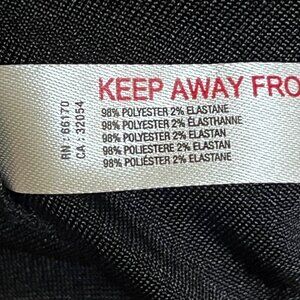 KEEP AWAY FRO
98% POLYESTER 2% ELASTANE
98% POLYESTER 2% ÉLASTHANNE
98% POLYESTER 2% ELASTAN
98% POLIESTERE 2% ELASTAN
98% POLIÉSTER 2% ELASTANE
RN : 66170
CA : 32054